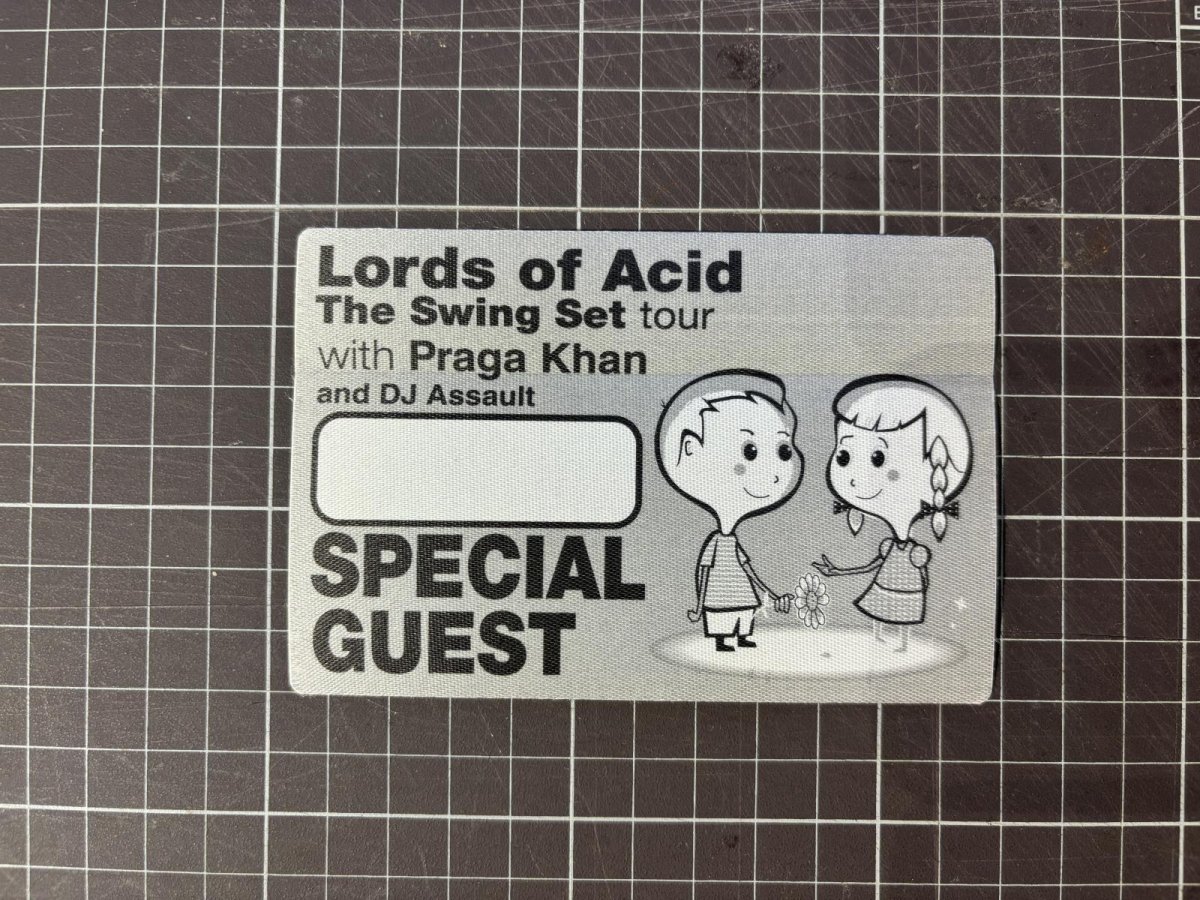 Lords of Acid
The Swing Set tour
with Praga Khan
and DJ Assault
SPECIAL
GUEST